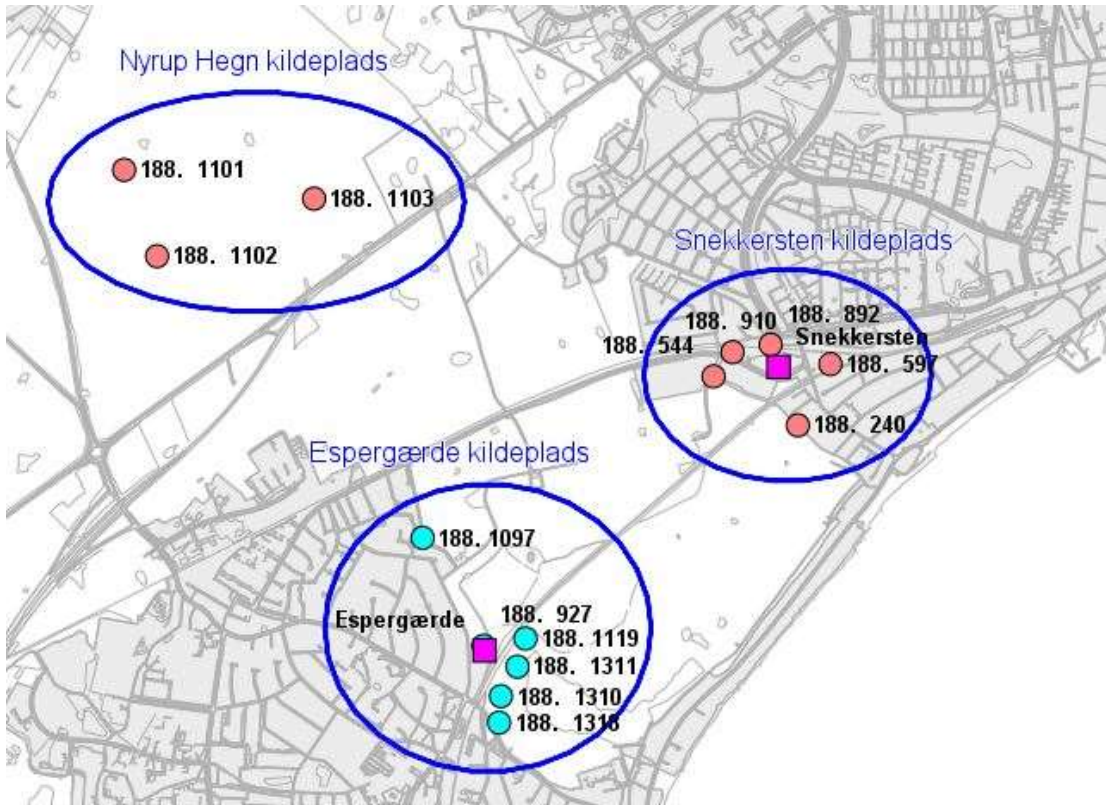 Nyrup Hegn kildeplads
188. 1101
188. 1103
188. 1102
Snekkersten kildeplads
188. 910
188. 892
188. 544
Snekkersten
188. 597
188. 240
Espergærde kildeplads
188. 1097
Espergærde
188. 927
188. 1119
188. 1311
188. 1310
188. 1318